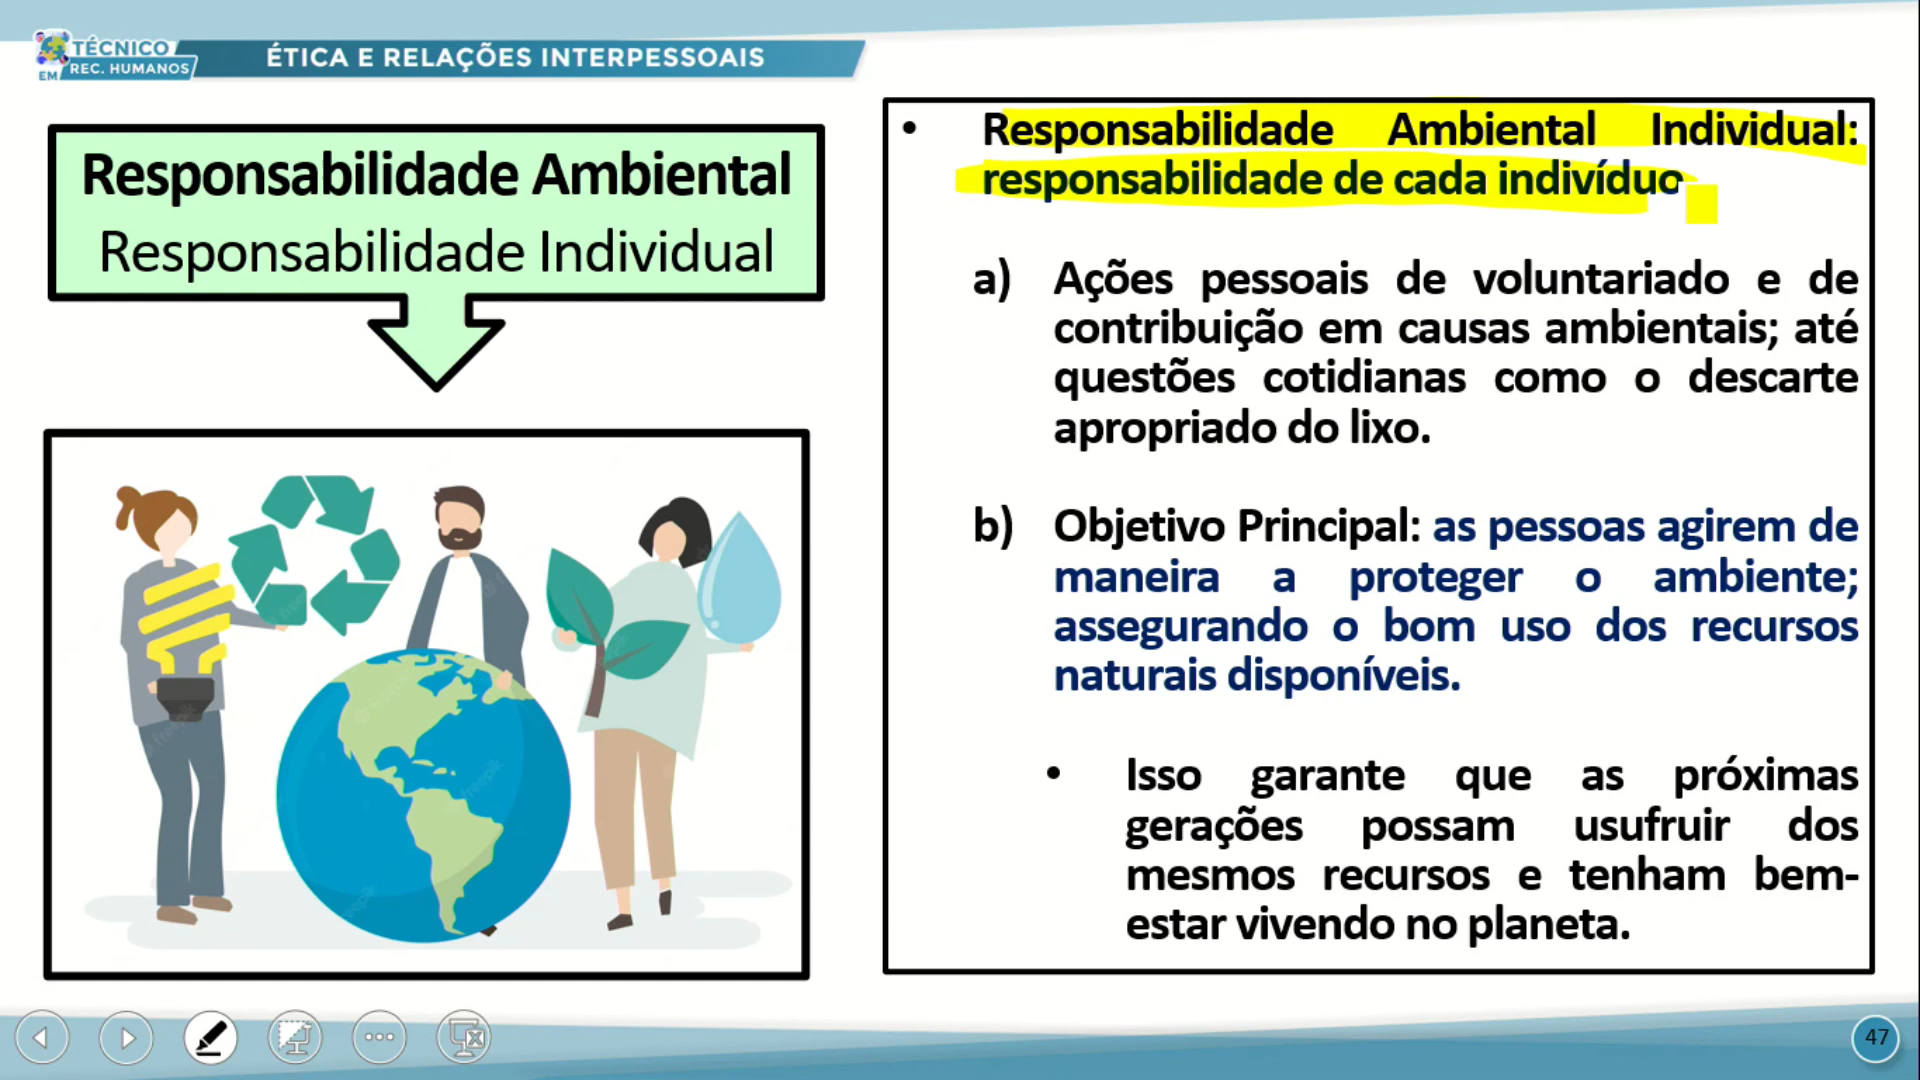 TÉCNICO
EM REC. HUMANOS
ÉTICA E RELAÇÕES INTERPESSOAIS
Responsabilidade Ambiental
Responsabilidade Individual
• Responsabilidade Ambiental Individual:
responsabilidade de cada indivíduo
a) Ações pessoais de voluntariado e de
contribuição em causas ambientais; até
questões cotidianas como o descarte
apropriado do lixo.
b) Objetivo Principal: as pessoas agirem de
maneira a proteger o ambiente;
assegurando o bom uso dos recursos
naturais disponíveis.
• Isso garante que as próximas
gerações possam usufruir dos
mesmos recursos e tenham bem-
estar vivendo no planeta.
47